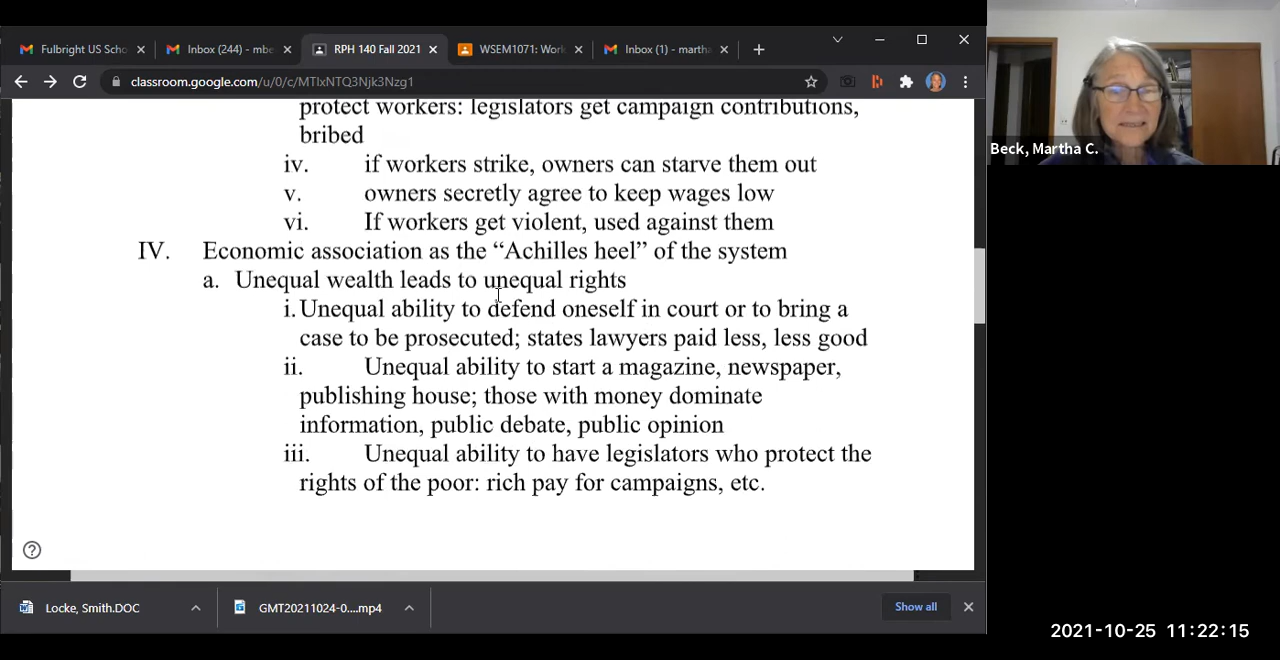 Fulbright US Scho
Inbox (244) - mbe
RPH 140 Fall 2021
WSEM1071: Work
Inbox (1) - martha
classroom.google.com/u/0/c/MTIxNTQ3Njk3Nzg1
Beck, Martha C.
protect workers: legislators get campaign contributions,
bribed
iv. if workers strike, owners can starve them out
v. owners secretly agree to keep wages low
vi. If workers get violent, used against them
IV. Economic association as the “Achilles heel” of the system
a. Unequal wealth leads to unequal rights
i. Unequal ability to defend oneself in court or to bring a
case to be prosecuted; states lawyers paid less, less good
ii. Unequal ability to start a magazine, newspaper,
publishing house; those with money dominate
information, public debate, public opinion
iii. Unequal ability to have legislators who protect the
rights of the poor: rich pay for campaigns, etc.
Locke, Smith.DOC
GMT20211024-0....mp4
Show all
2021-10-25 11:22:15